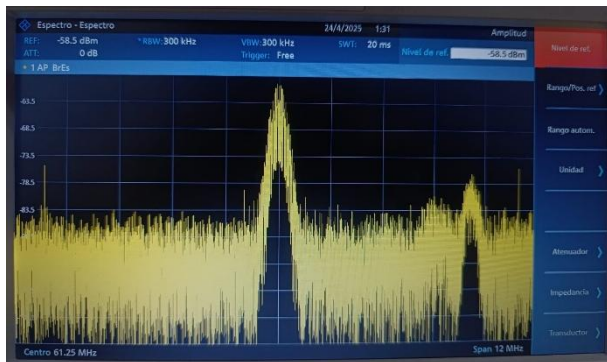 Espectro - Espectro
24/4/2025 1:31
Amplitud
REF: -58.5 dBm
*RBW: 300 kHz
VBW: 300 kHz
SWT: 20 ms
Nivel de ref. -58.5 dBm
ATT: 0 dB
Trigger: Free
1 AP BrEs
-63.5
-68.5
-73.5
-78.5
-83.5
Centro 61.25 MHz
Span 12 MHz
Nivel de ref.
Rango/Pos. ref
Rango autom.
Unidad
Atenuador
Impedancia
Transductor